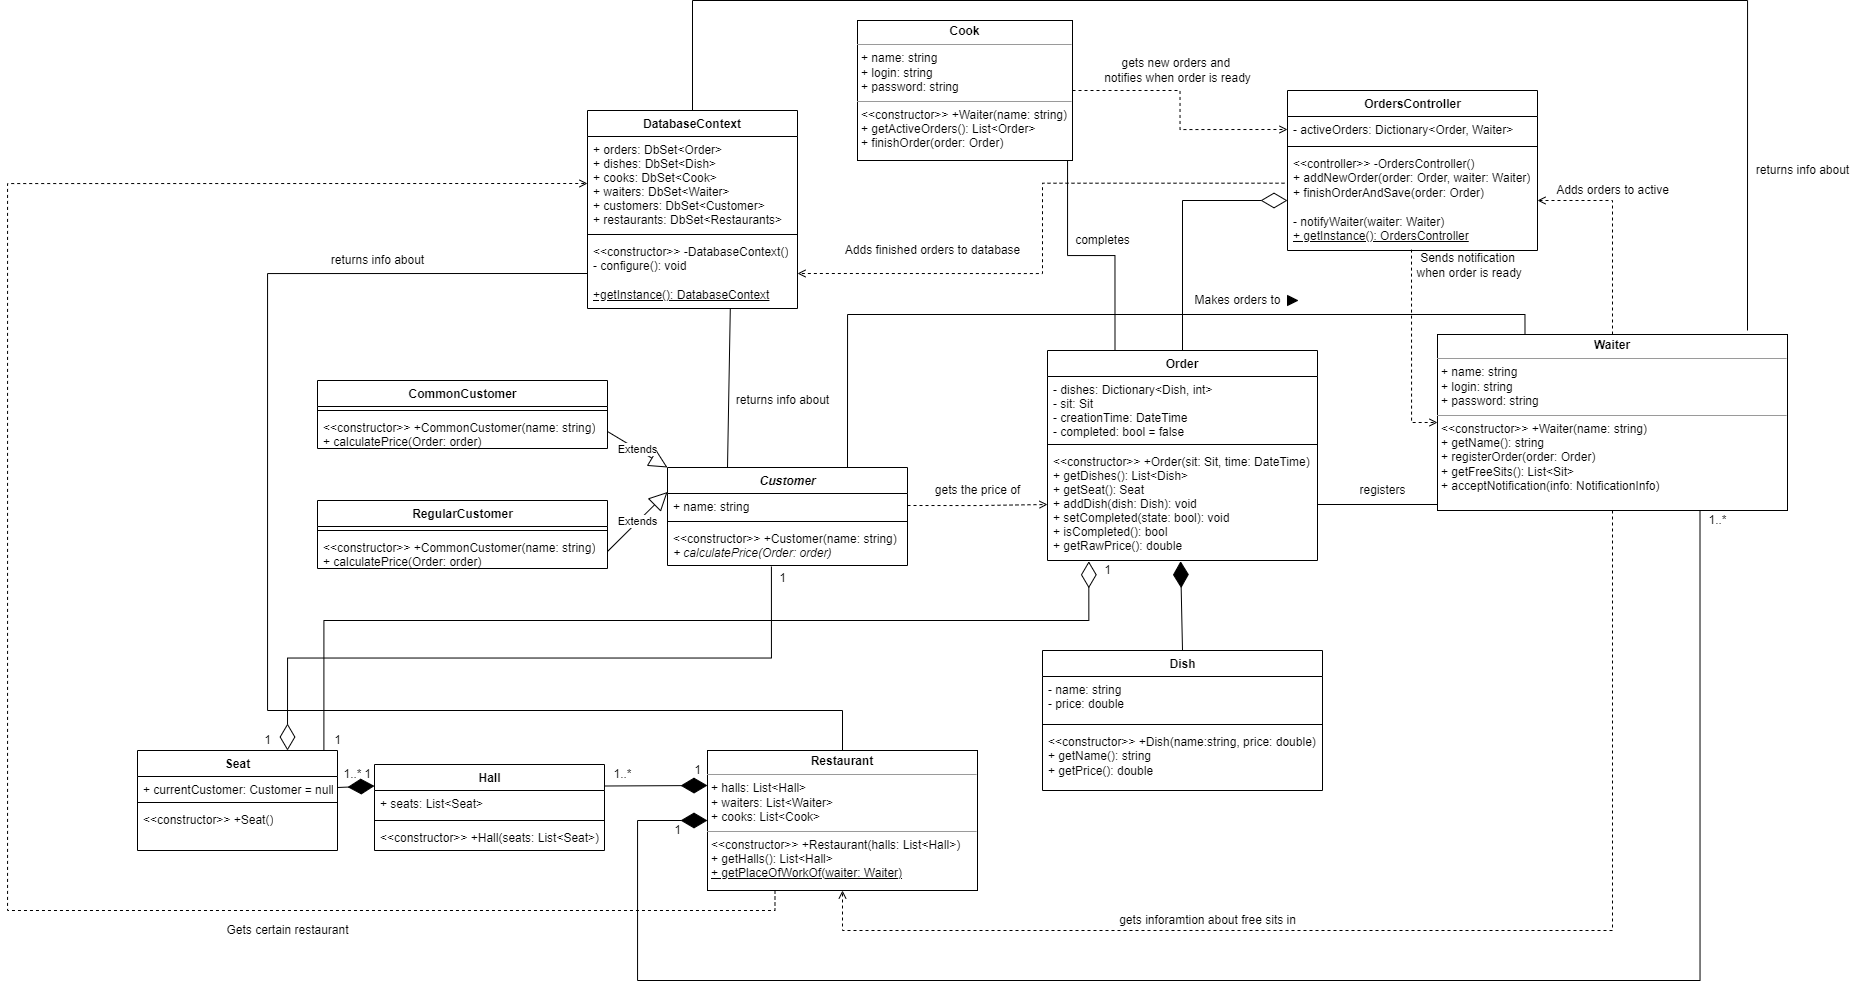 Cook
+ name: string
+ login: string
+ password: string
<<constructor>> +Waiter(name: string)
+ getActiveOrders(): List<Order>
+ finishOrder(order: Order)
gets new orders and
notifies when order is ready
OrdersController
- activeOrders: Dictionary<Order, Waiter>
<<controller>> -OrdersController()
+ addNewOrder(order: Order, waiter: Waiter)
+ finishOrderAndSave(order: Order)
- notifyWaiter(waiter: Waiter)
+ getInstance(): OrdersController
returns info about
Adds orders to active
DatabaseContext
+ orders: DbSet<Order>
+ dishes: DbSet<Dish>
+ cooks: DbSet<Cook>
+ waiters: DbSet<Waiter>
+ customers: DbSet<Customer>
+ restaurants: DbSet<Restaurants>
<<constructor>> -DatabaseContext()
- configure(): void
+getInstance(): DatabaseContext
returns info about
Adds finished orders to database
completes
Sends notification
when order is ready
Makes orders to
Waiter
+ name: string
+ login: string
+ password: string
<<constructor>> +Waiter(name: string)
+ getName(): string
+ registerOrder(order: Order)
+ getFreeSits(): List<Sit>
+ acceptNotification(info: NotificationInfo)
1..*
Order
- dishes: Dictionary<Dish, int>
- sit: Sit
- creationTime: DateTime
- completed: bool = false
<<constructor>> +Order(sit: Sit, time: DateTime)
+ getDishes(): List<Dish>
+ getSeat(): Seat
+ addDish(dish: Dish): void
+ setCompleted(state: bool): void
+ isCompleted(): bool
+ getRawPrice(): double
1
registers
CommonCustomer
<<constructor>> +CommonCustomer(name: string)
+ calculatePrice(Order: order)
Extends
returns info about
RegularCustomer
<<constructor>> +CommonCustomer(name: string)
+ calculatePrice(Order: order)
Extends
Customer
+ name: string
<<constructor>> +Customer(name: string)
+ calculatePrice(Order: order)
1
gets the price of
Dish
- name: string
- price: double
<<constructor>> +Dish(name:string, price: double)
+ getName(): string
+ getPrice(): double
1
1
Seat
+ currentCustomer: Customer = null
<<constructor>> +Seat()
1..* 1
Hall
+ seats: List<Seat>
<<constructor>> +Hall(seats: List<Seat>)
1..*
1
1
Restaurant
+ halls: List<Hall>
+ waiters: List<Waiter>
+ cooks: List<Cook>
<<constructor>> +Restaurant(halls: List<Hall>)
+ getHalls(): List<Hall>
+ getPlaceOfWorkOf(waiter: Waiter)
Gets certain restaurant
gets inforamtion about free sits in